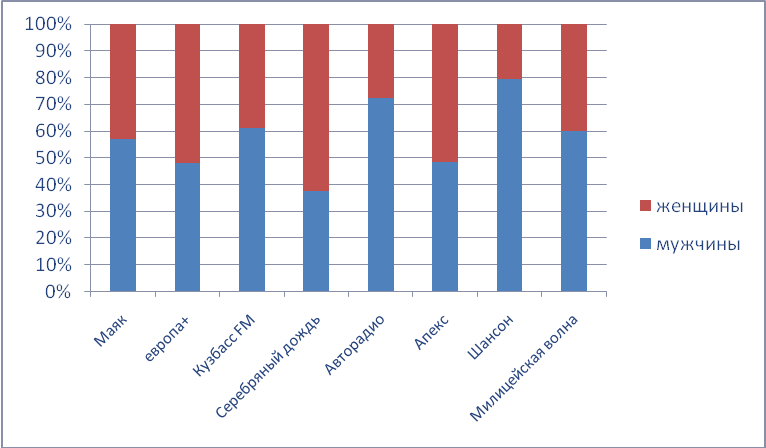 100%
90%
80%
70%
60%
50%
40%
30%
20%
10%
0%
Маяк
европа+
Кузбасс FM
Серебряный дождь
Авторадио
Апекс
Шансон
Милицейская волна
женщины
мужчины